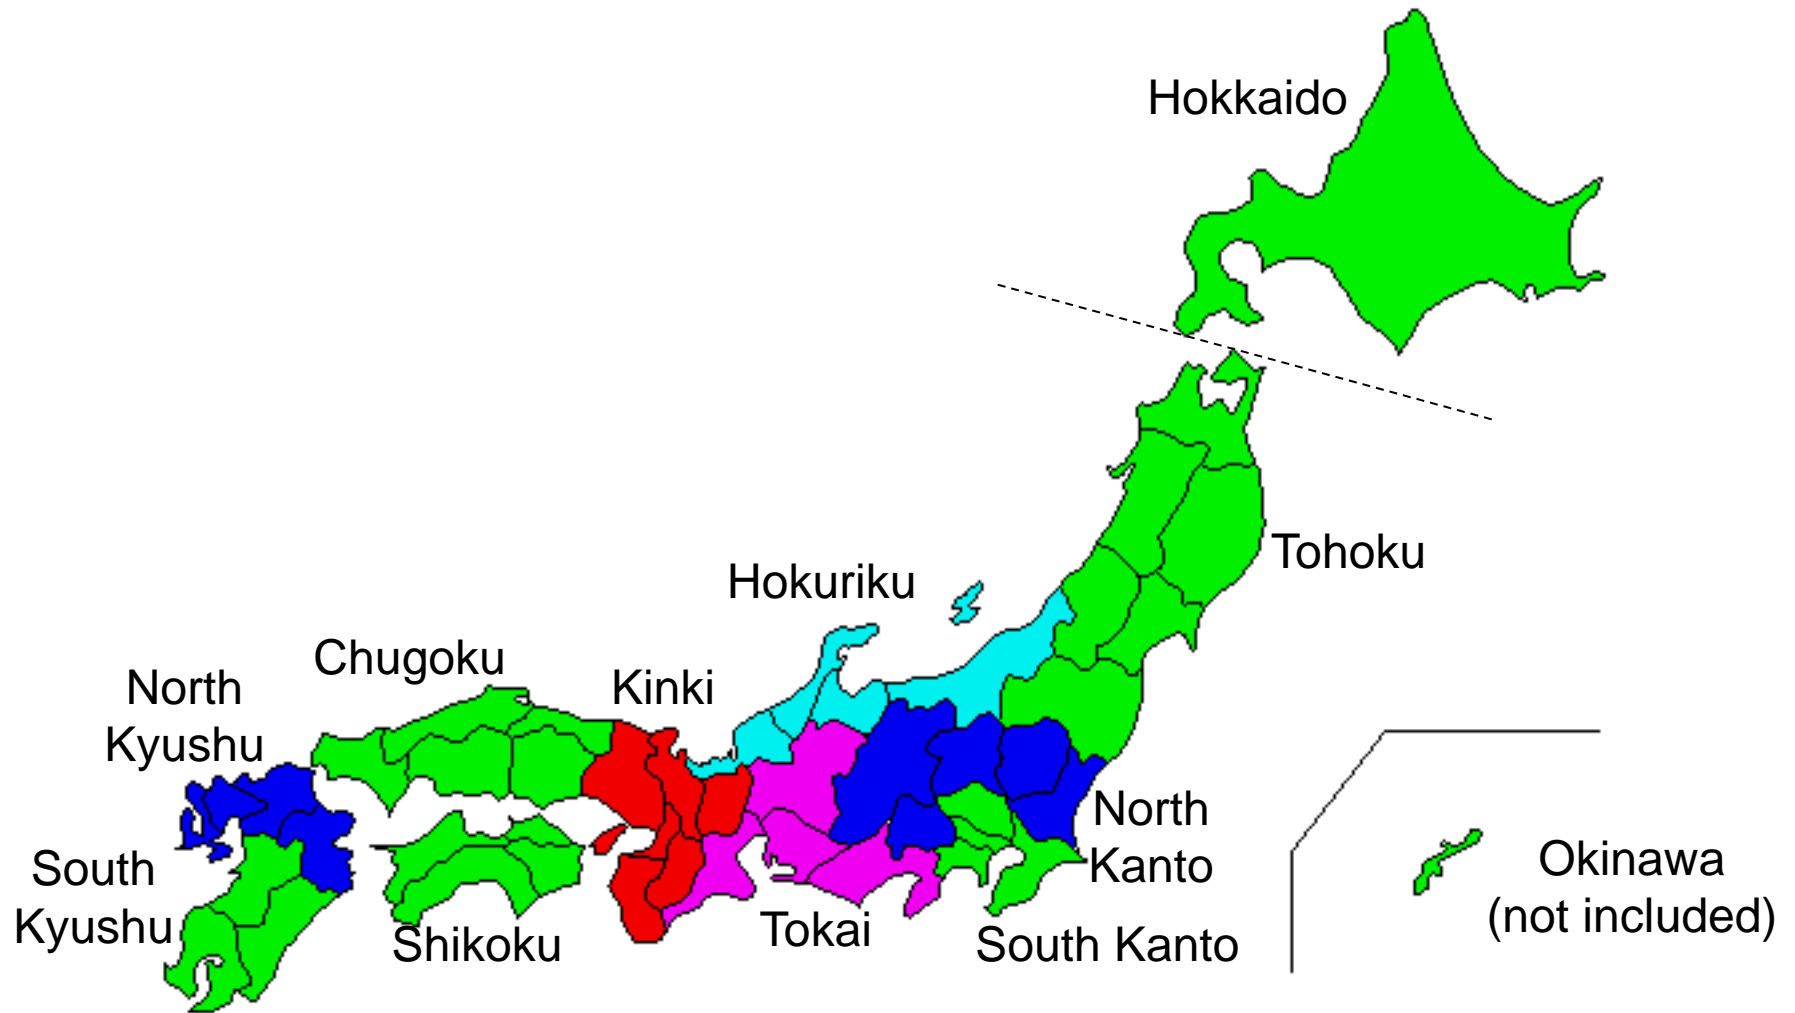 Hokkaido
Tohoku
Hokuriku
Chugoku
Kinki
North
Kyushu
North
Kanto
South
Kyushu
Okinawa
(not included)
Shikoku
Tokai
South Kanto